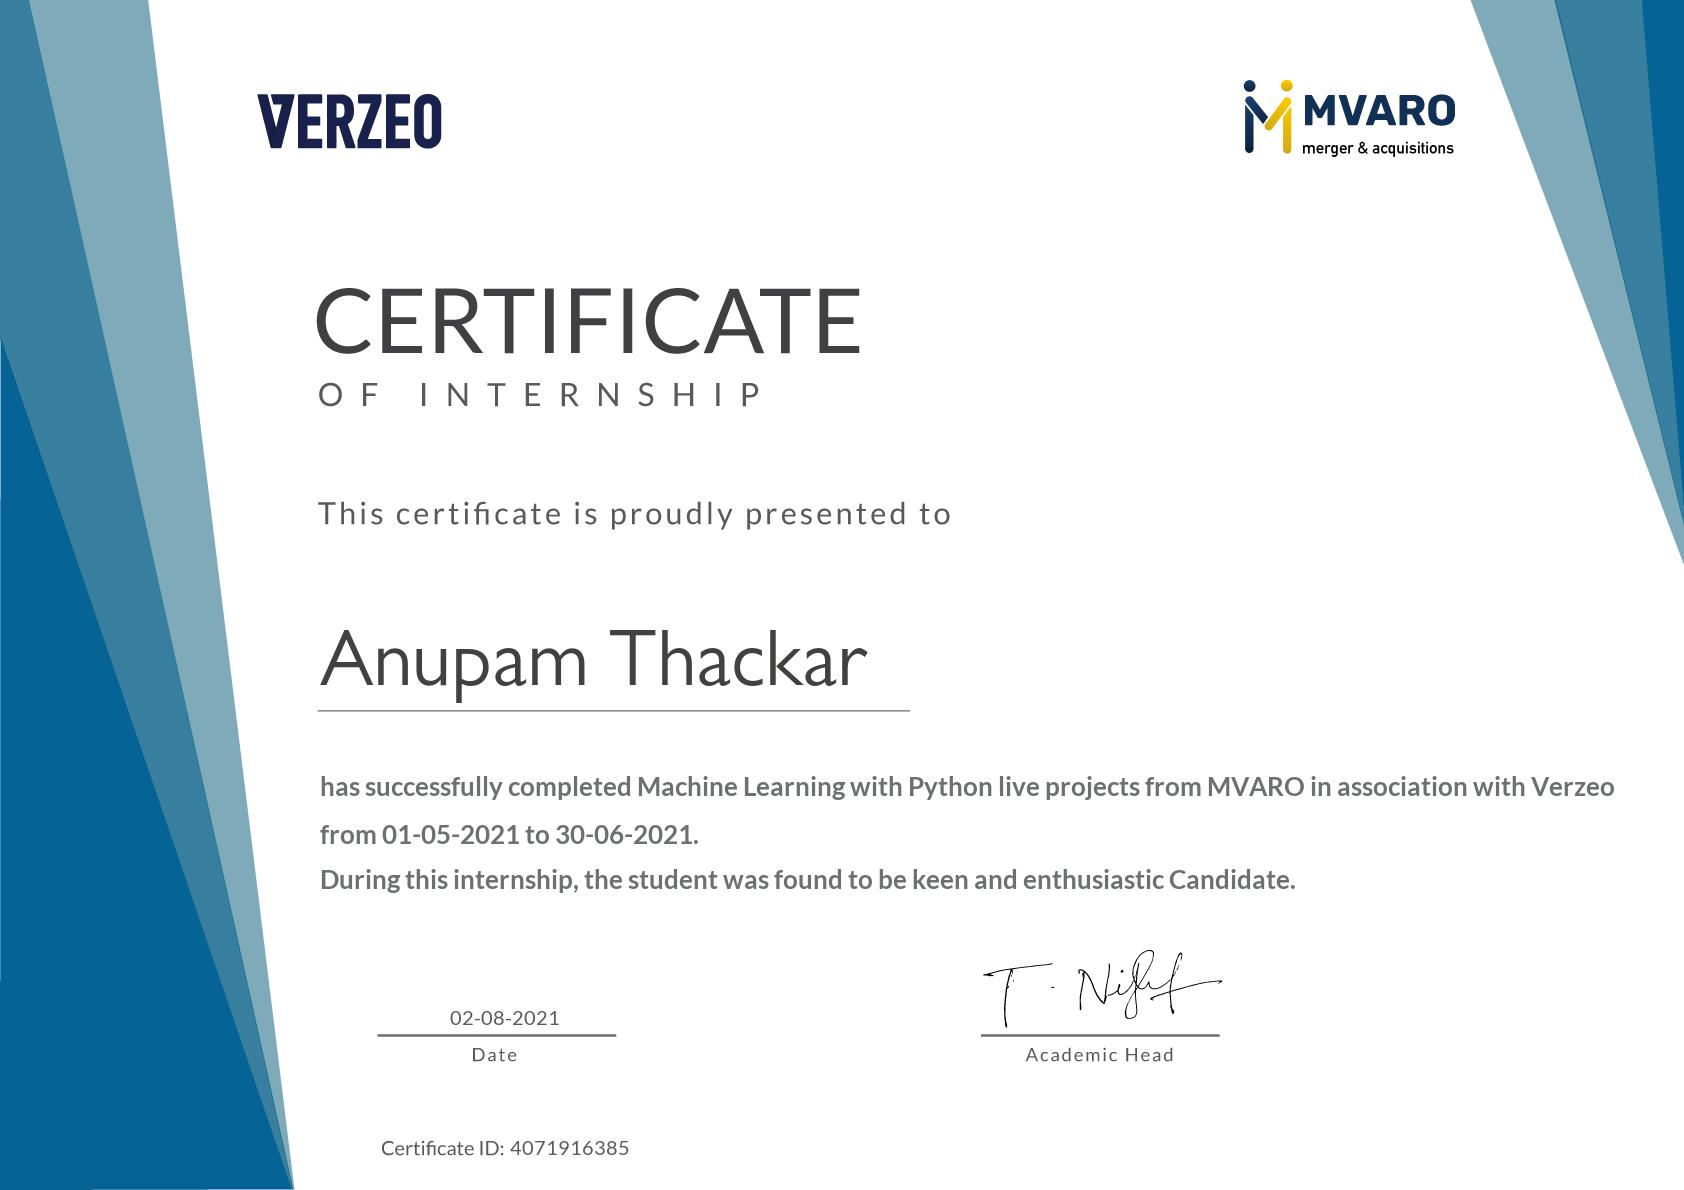 VERZEO
MVARO
merger & acquisitions
CERTIFICATE
OF INTERNSHIP
This certificate is proudly presented to
Anupam Thackar
has successfully completed Machine Learning with Python live projects from MVARO in association with Verzeo
from 01-05-2021 to 30-06-2021.
During this internship, the student was found to be keen and enthusiastic Candidate.
02-08-2021
Date
Academic Head
Certificate ID: 4071916385